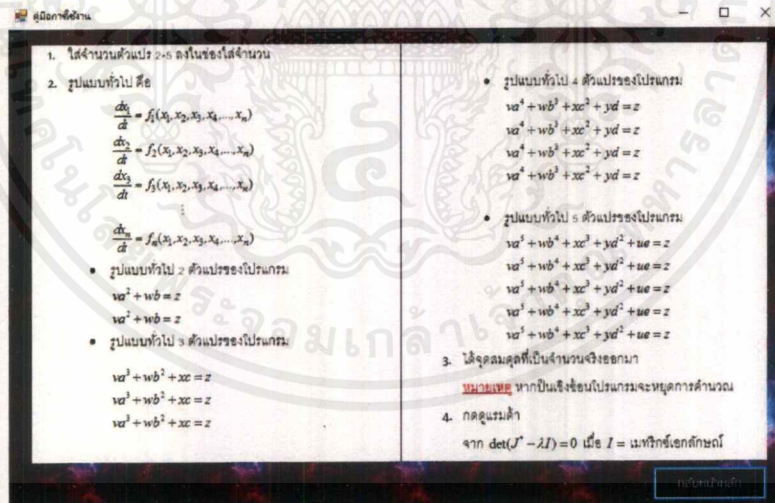 คู่มือการใช้งาน
1. ใส่จำนวนตัวแปร 2-5 ลงในช่องใส่จำนวน
2. รูปแบบทั่วไป คือ
dx₁/dt = f₁(x₁, x₂, x₃, x₄, ..., xₙ)
dx₂/dt = f₂(x₁, x₂, x₃, x₄, ..., xₙ)
dx₃/dt = f₃(x₁, x₂, x₃, x₄, ..., xₙ)
⋮
dxₙ/dt = fₙ(x₁, x₂, x₃, x₄, ..., xₙ)
• รูปแบบทั่วไป 2 ตัวแปรของโปรแกรม
va² + wb = z
va² + wb = z
• รูปแบบทั่วไป 3 ตัวแปรของโปรแกรม
va³ + wb² + xc = z
va³ + wb² + xc = z
va³ + wb² + xc = z
• รูปแบบทั่วไป 4 ตัวแปรของโปรแกรม
va⁴ + wb³ + xc² + yd = z
va⁴ + wb³ + xc² + yd = z
va⁴ + wb³ + xc² + yd = z
va⁴ + wb³ + xc² + yd = z
• รูปแบบทั่วไป 5 ตัวแปรของโปรแกรม
va⁵ + wb⁴ + xc³ + yd² + ue = z
va⁵ + wb⁴ + xc³ + yd² + ue = z
va⁵ + wb⁴ + xc³ + yd² + ue = z
va⁵ + wb⁴ + xc³ + yd² + ue = z
va⁵ + wb⁴ + xc³ + yd² + ue = z
3. ได้จุดสมดุลที่เป็นจำนวนจริงออกมา
หมายเหตุ หากป็นเชิงซ้อนโปรแกรมจะหยุดการคำนวณ
4. กดดูแรมด้า
จาก det(J* − λI) = 0 เมื่อ I = เมทริกซ์เอกลักษณ์
กลับหน้าหลัก